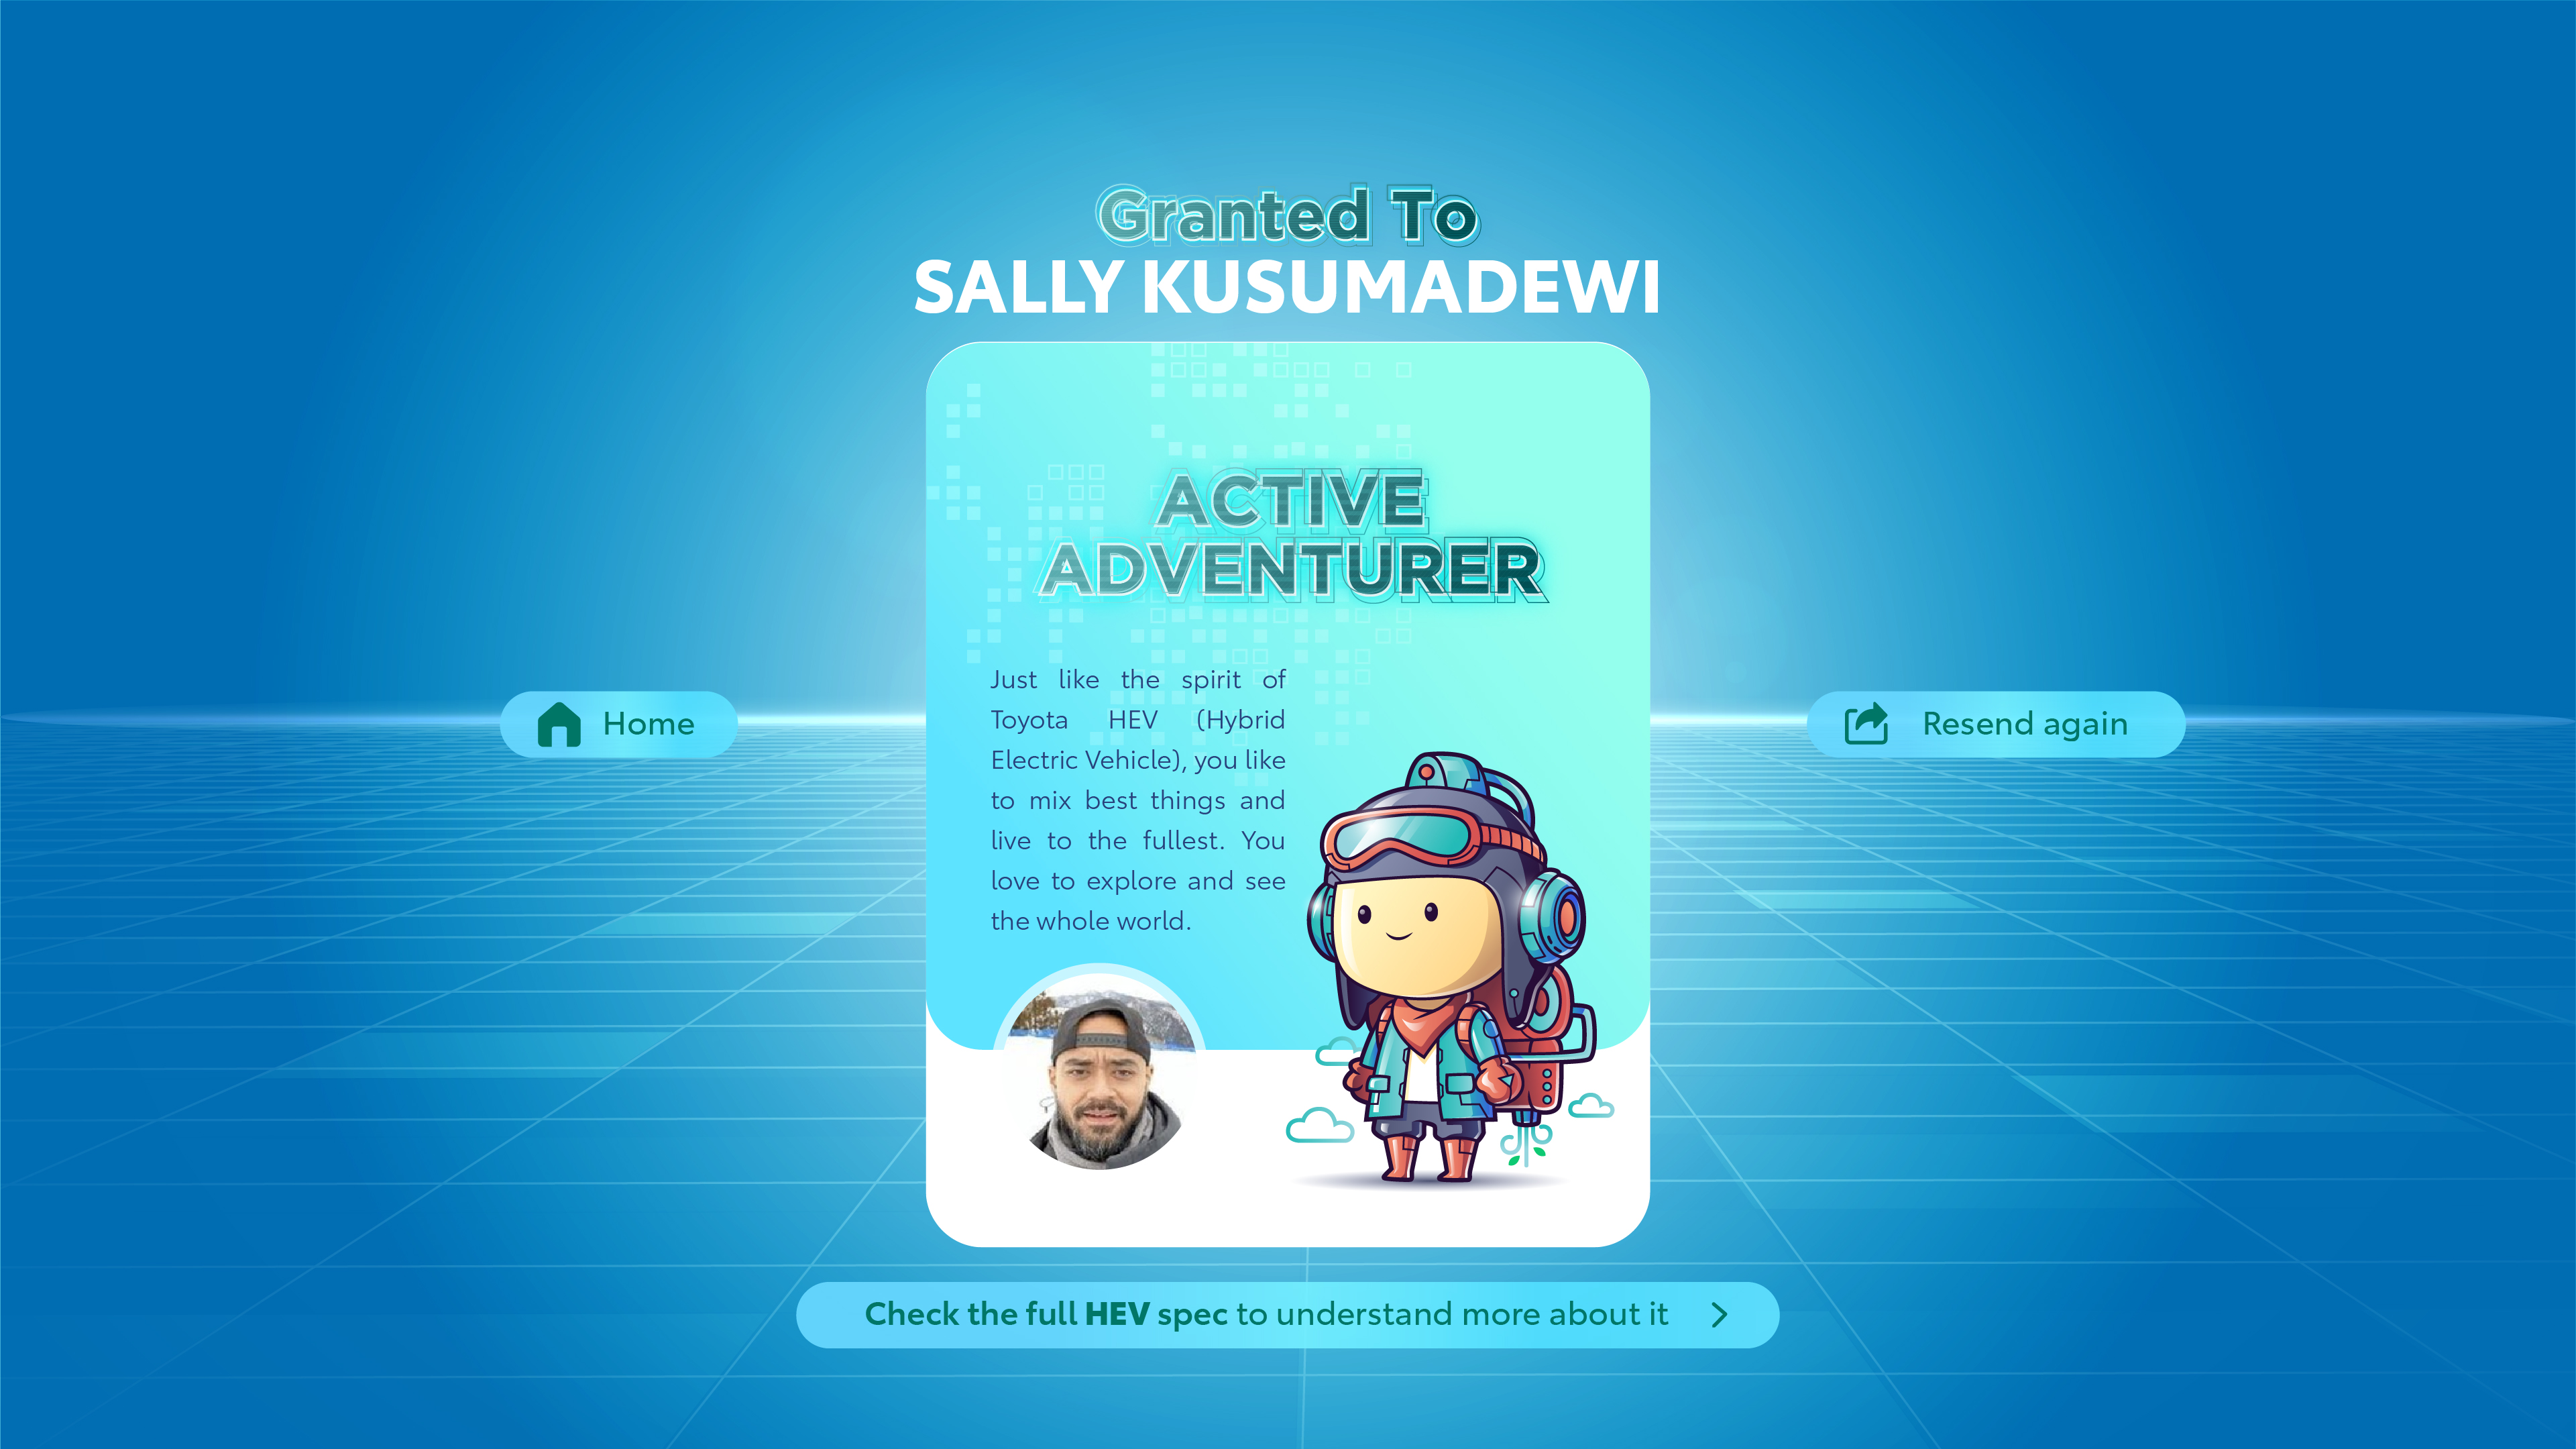 Granted To
SALLY KUSUMADEWI
ACTIVE
ADVENTURER
Just like the spirit of
Toyota HEV (Hybrid
Electric Vehicle), you like
to mix best things and
live to the fullest. You
love to explore and see
the whole world.
Home
Resend again
Check the full HEV spec to understand more about it